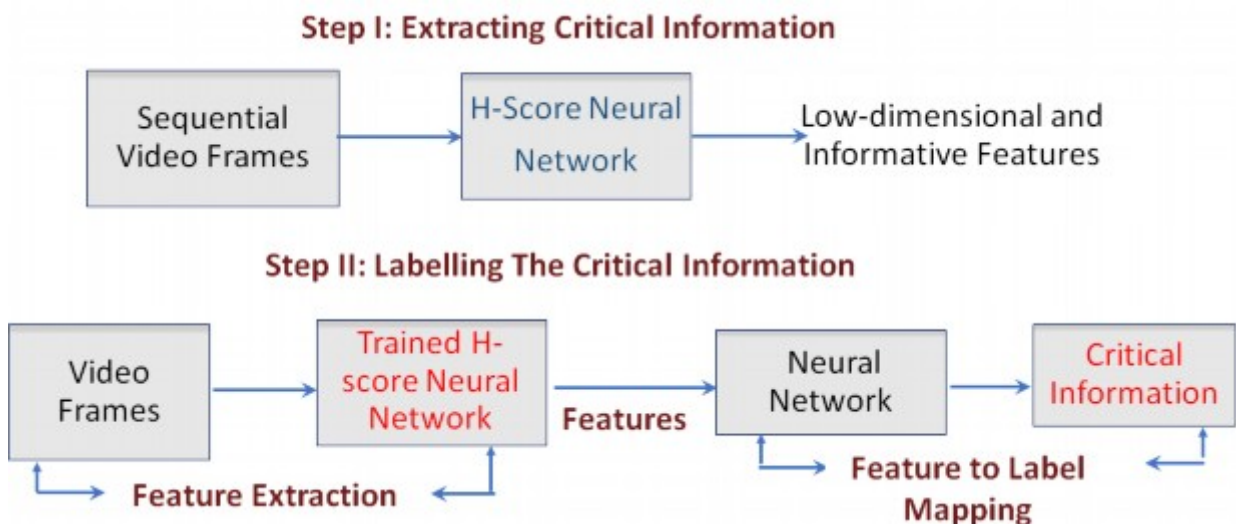 Step I: Extracting Critical Information
Sequential
Video Frames
H-Score Neural
Network
Low-dimensional and
Informative Features
Step II: Labelling The Critical Information
Video
Frames
Trained H-
score Neural
Network
Features
Neural
Network
Critical
Information
Feature Extraction
Feature to Label
Mapping